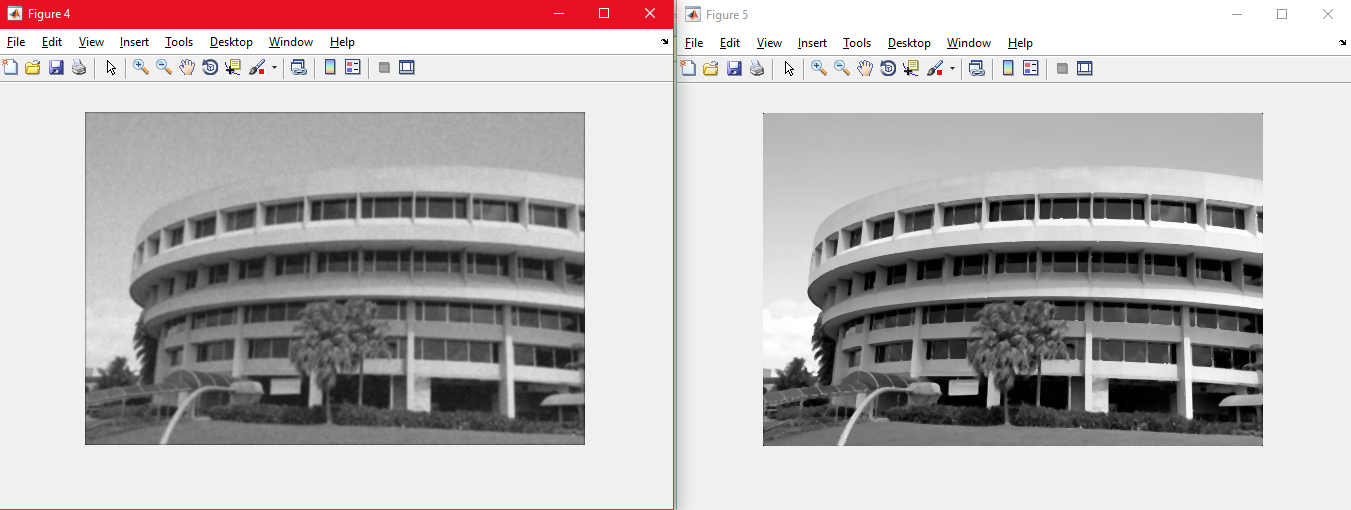 Figure 4
File Edit View Insert Tools Desktop Window Help
Figure 5
File Edit View Insert Tools Desktop Window Help